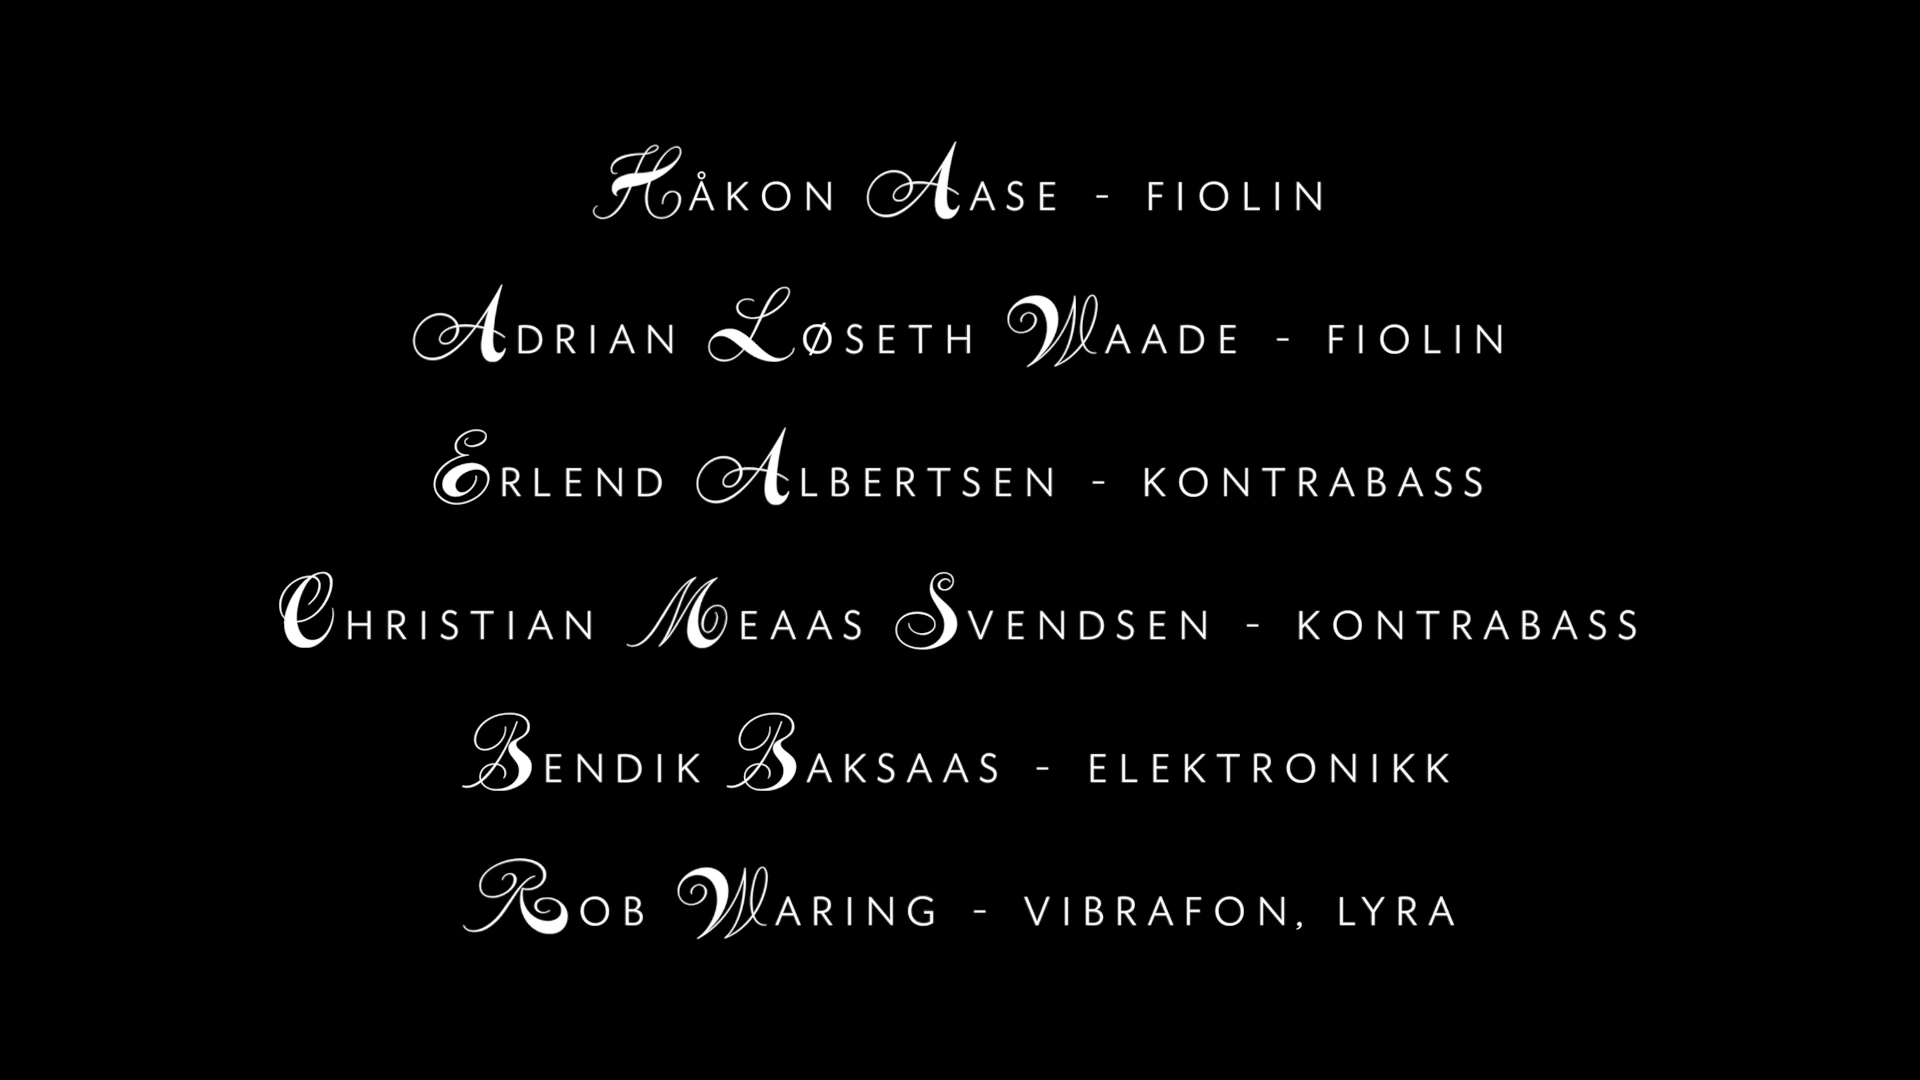 Håkon Aase - fiolin
Adrian Løseth Waade - fiolin
Erlend Albertsen - kontrabass
Christian Meaas Svendsen - kontrabass
Bendik Baksaas - elektronikk
Rob Waring - vibrafon, lyra